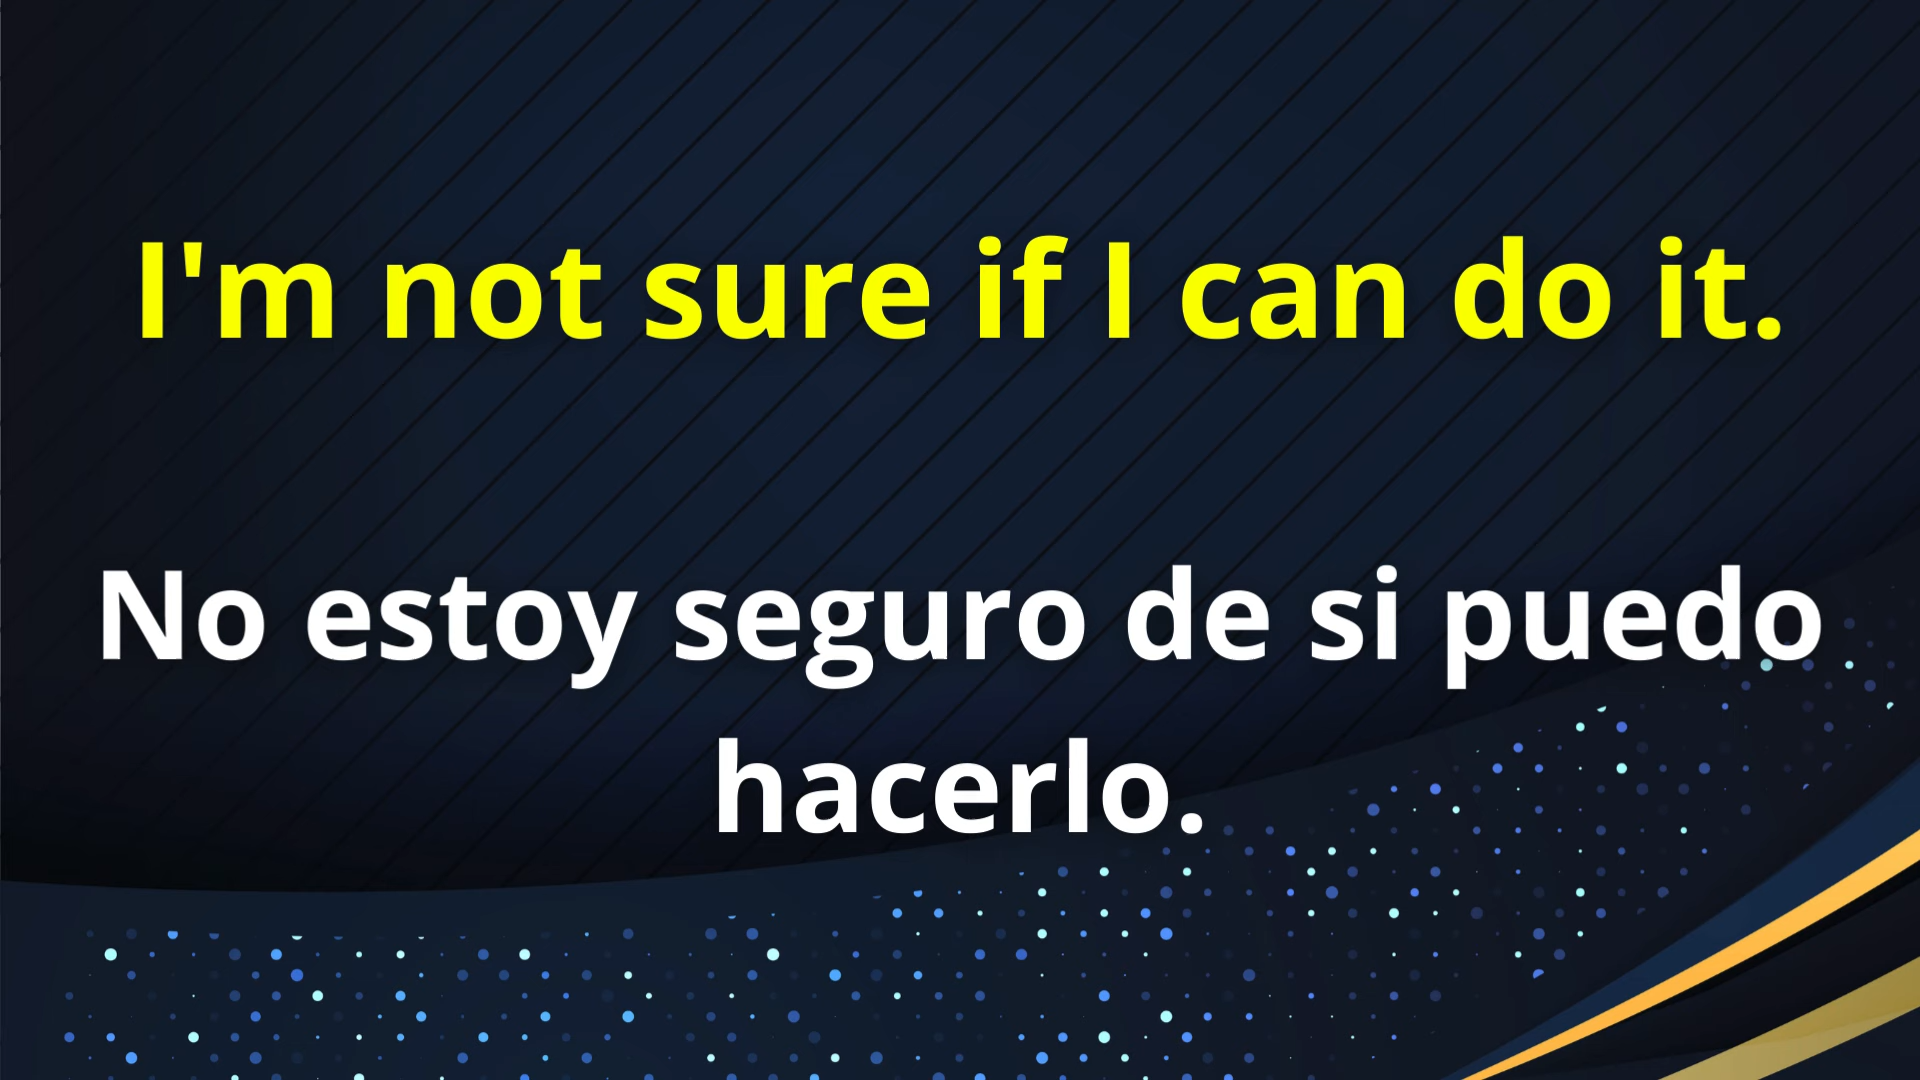 I'm not sure if I can do it.
No estoy seguro de si puedo
hacerlo.